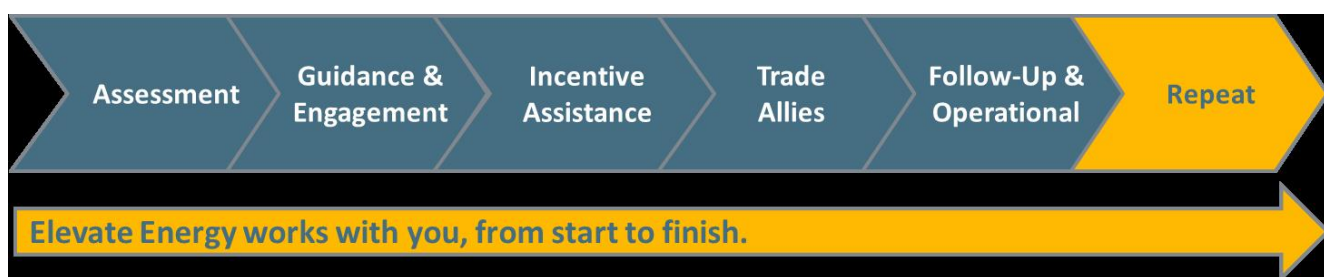 Assessment
Guidance &
Engagement
Incentive
Assistance
Trade
Allies
Follow-Up &
Operational
Repeat
Elevate Energy works with you, from start to finish.